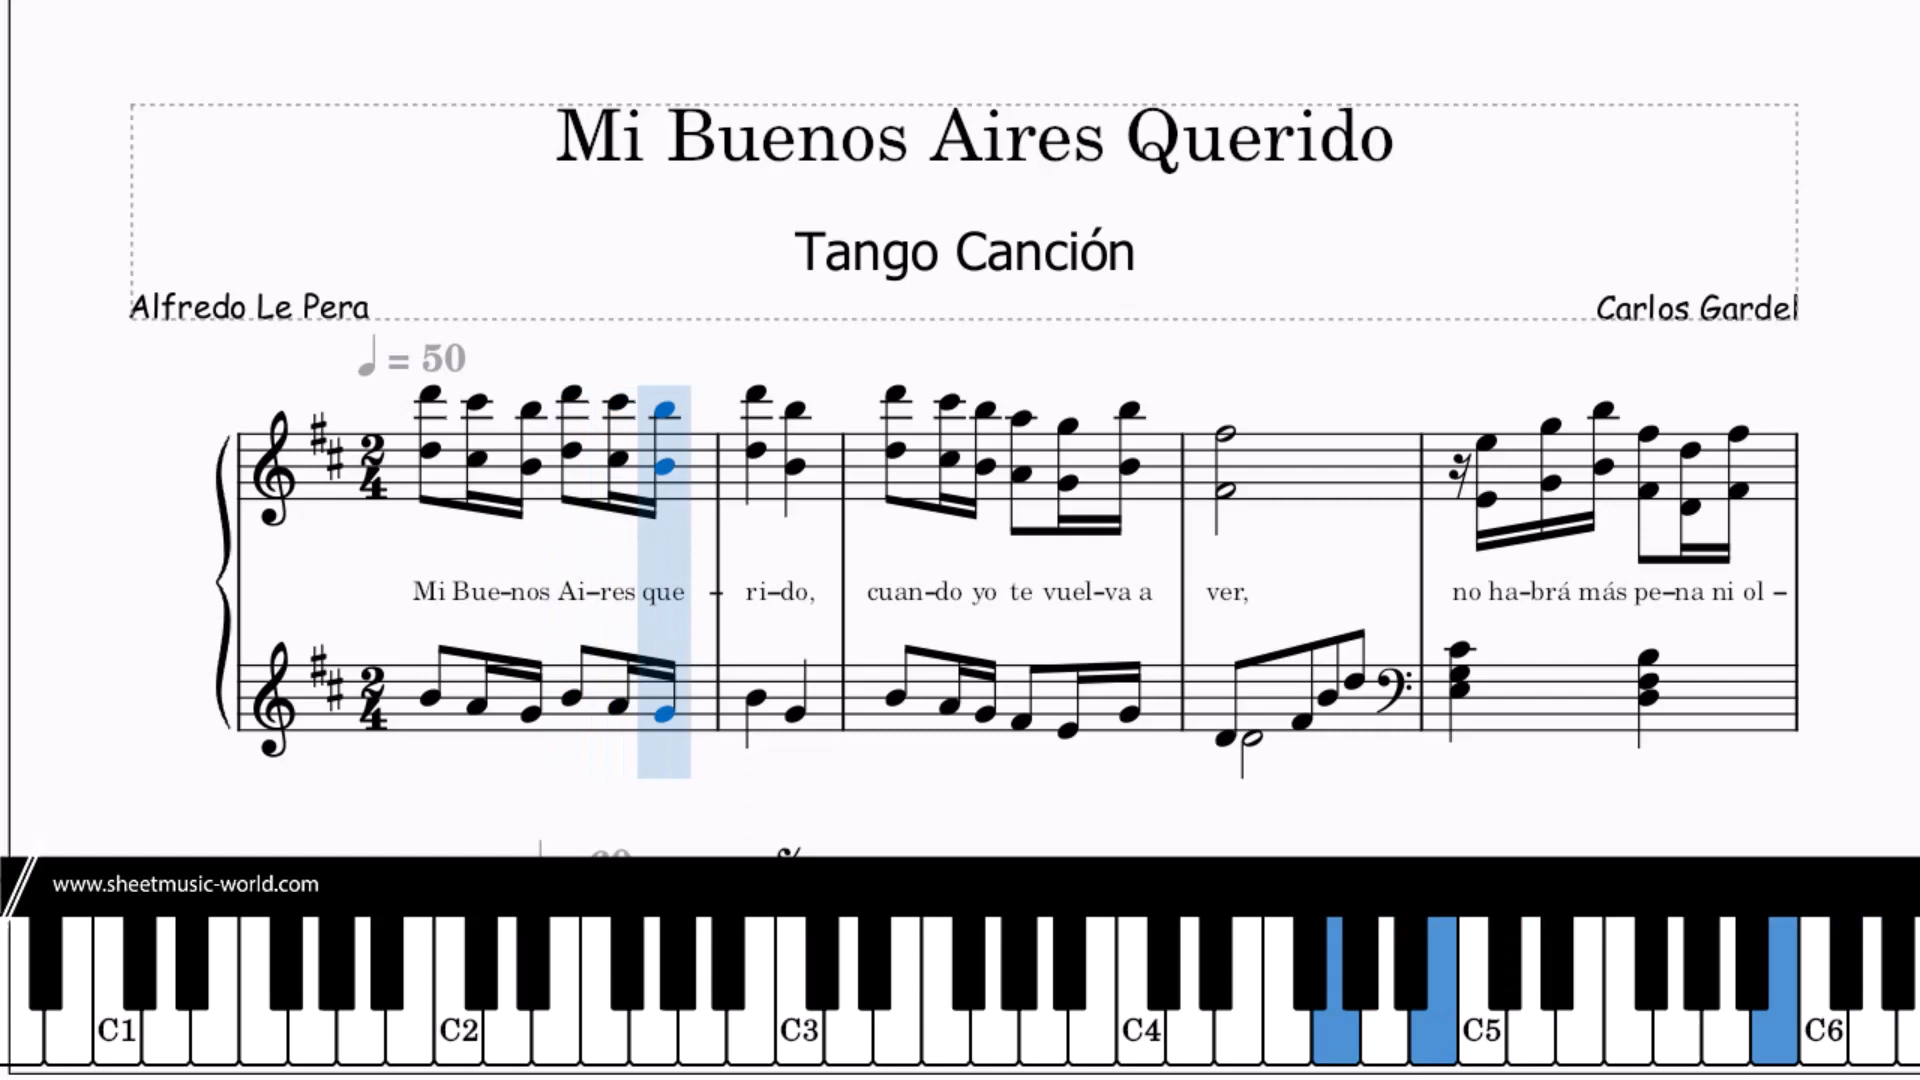 Mi Buenos Aires Querido
Tango Canción
Alfredo Le Pera
Carlos Gardel
= 50
2
4
Mi Bue-nos Ai-res que - ri-do, cuan-do yo te vuel-va a ver, no ha-brá más pe-na ni ol -
2
4
www.sheetmusic-world.com
C1 C2 C3 C4 C5 C6